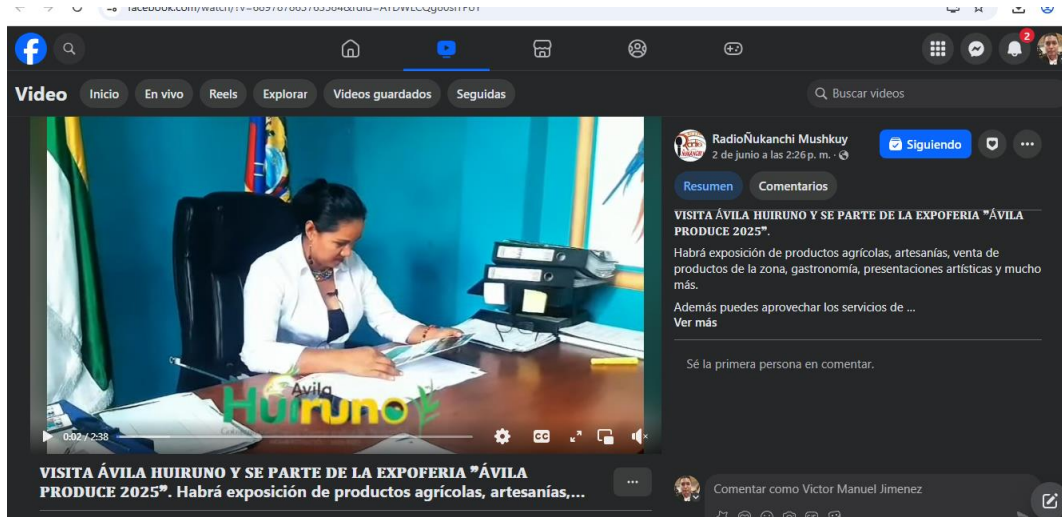 2
Video
Inicio
En vivo
Reels
Explorar
Videos guardados
Seguidas
Buscar videos
Avila
Huiruno
0:02 / 2:38
CC
VISITA ÁVILA HUIRUNO Y SE PARTE DE LA EXPOFERIA "ÁVILA
PRODUCE 2025". Habrá exposición de productos agrícolas, artesanías,...
RadioÑukanchi Mushkuy
2 de junio a las 2:26 p. m. ·
Siguiendo
Resumen
Comentarios
VISITA ÁVILA HUIRUNO Y SE PARTE DE LA EXPOFERIA "ÁVILA
PRODUCE 2025".
Habrá exposición de productos agrícolas, artesanías, venta de
productos de la zona, gastronomía, presentaciones artísticas y mucho
más.
Además puedes aprovechar los servicios de ...
Ver más
Sé la primera persona en comentar.
Comentar como Victor Manuel Jimenez